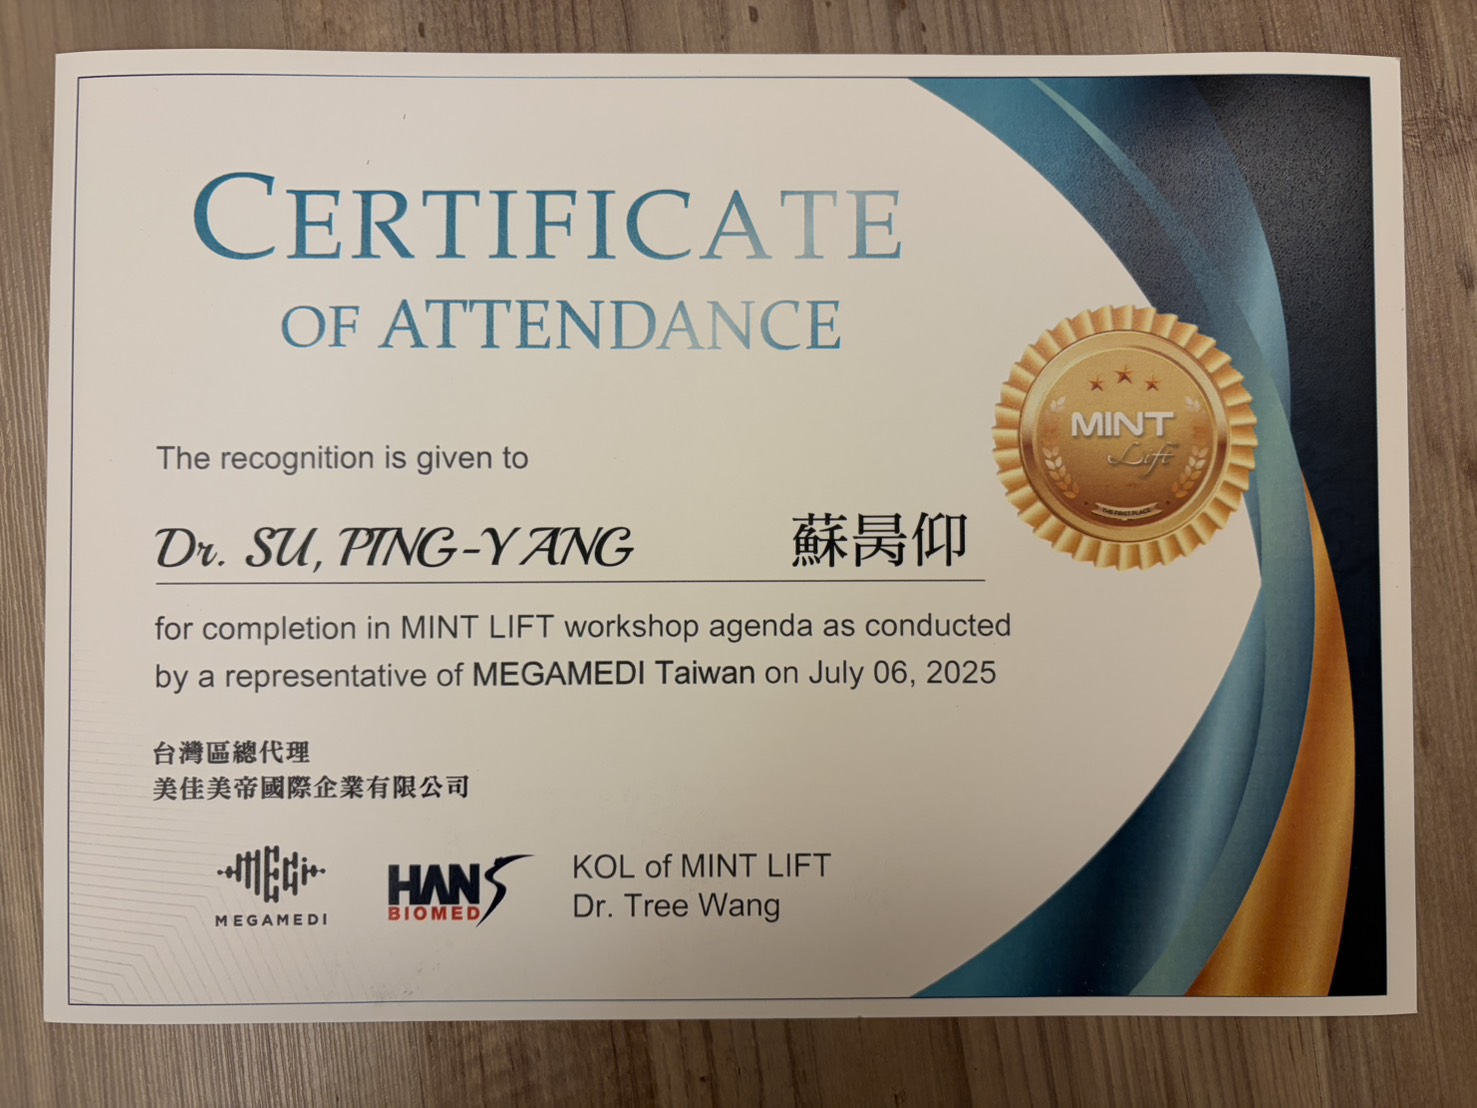 CERTIFICATE
OF ATTENDANCE
The recognition is given to
Dr. SU, PING-YANG 蘇昺仰
MINT
Lift
THE FIRST PLACE
for completion in MINT LIFT workshop agenda as conducted
by a representative of MEGAMEDI Taiwan on July 06, 2025
台灣區總代理
美佳美帝國際企業有限公司
MEGAMEDI
HANS
BIOMED
KOL of MINT LIFT
Dr. Tree Wang